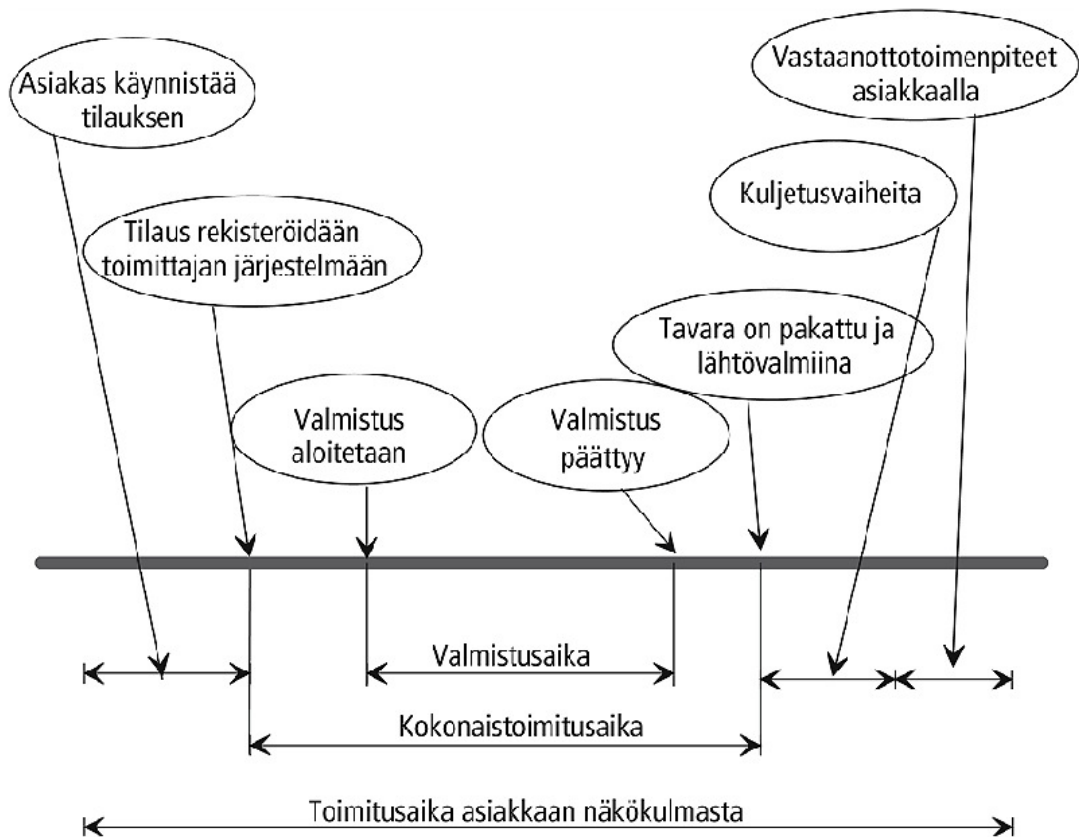 Asiakas käynnistää
tilauksen
Vastaanottotoimenpiteet
asiakkaalla
Kuljetusvaiheita
Tilaus rekisteröidään
toimittajan järjestelmään
Tavara on pakattu ja
lähtövalmiina
Valmistus
aloitetaan
Valmistus
päättyy
Valmistusaika
Kokonaistoimitusaika
Toimitusaika asiakkaan näkökulmasta